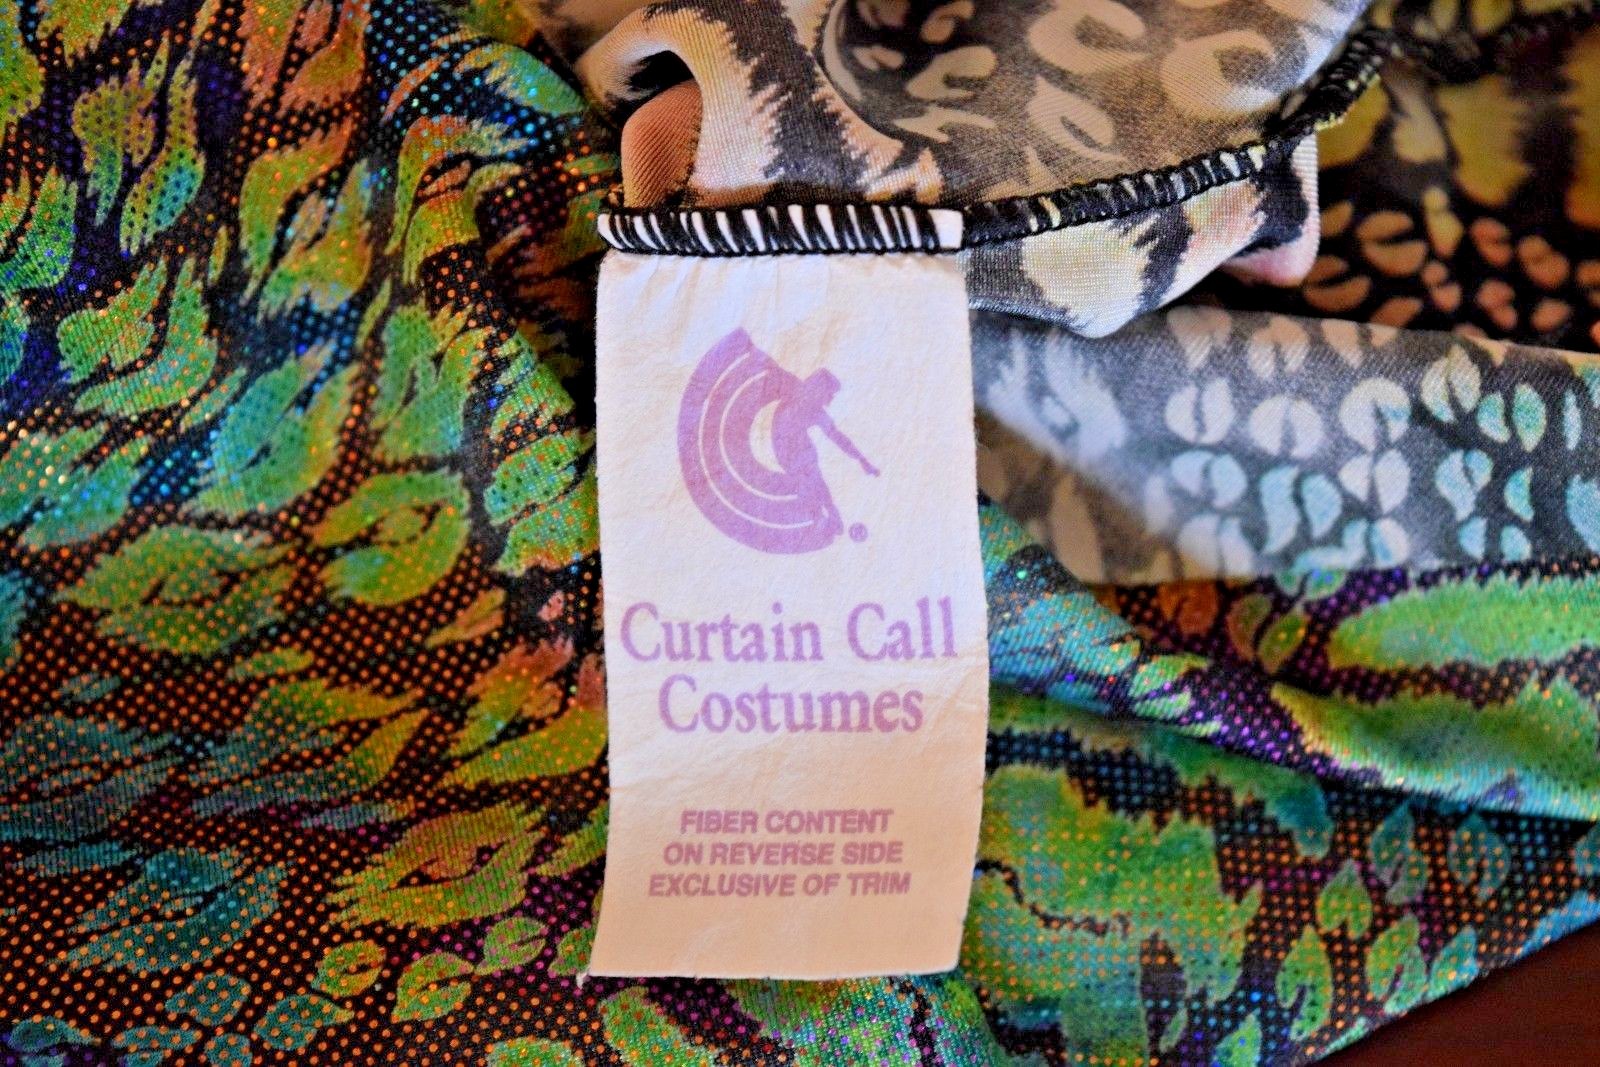 ®
Curtain Call
Costumes
FIBER CONTENT
ON REVERSE SIDE
EXCLUSIVE OF TRIM